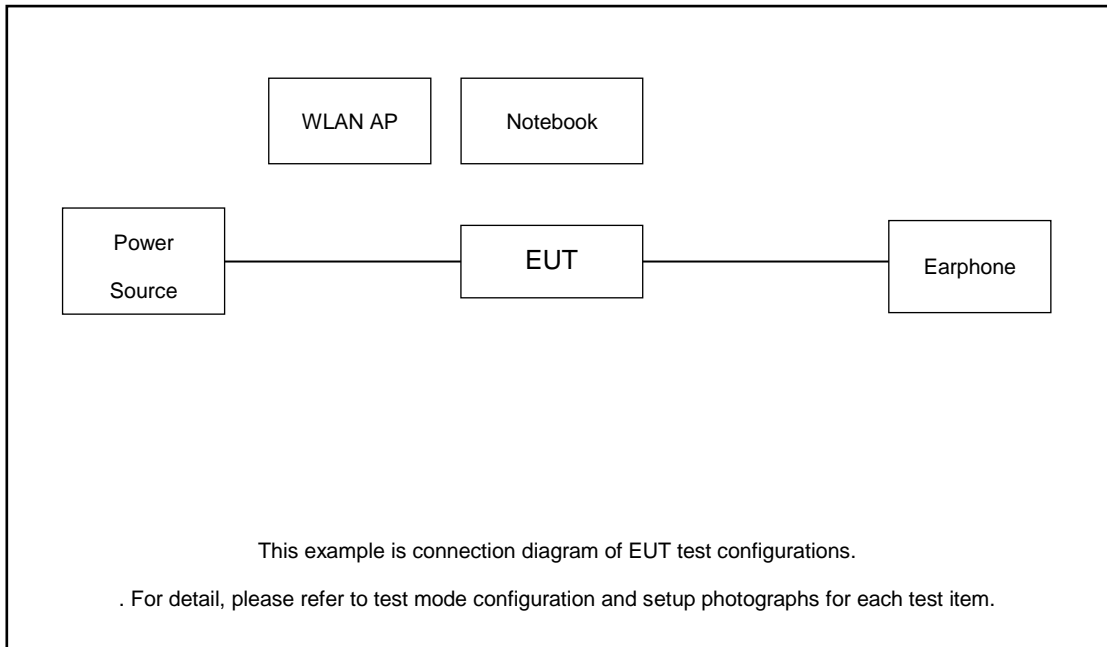 WLAN AP
Notebook
Power
Source
EUT
Earphone
This example is connection diagram of EUT test configurations.
. For detail, please refer to test mode configuration and setup photographs for each test item.